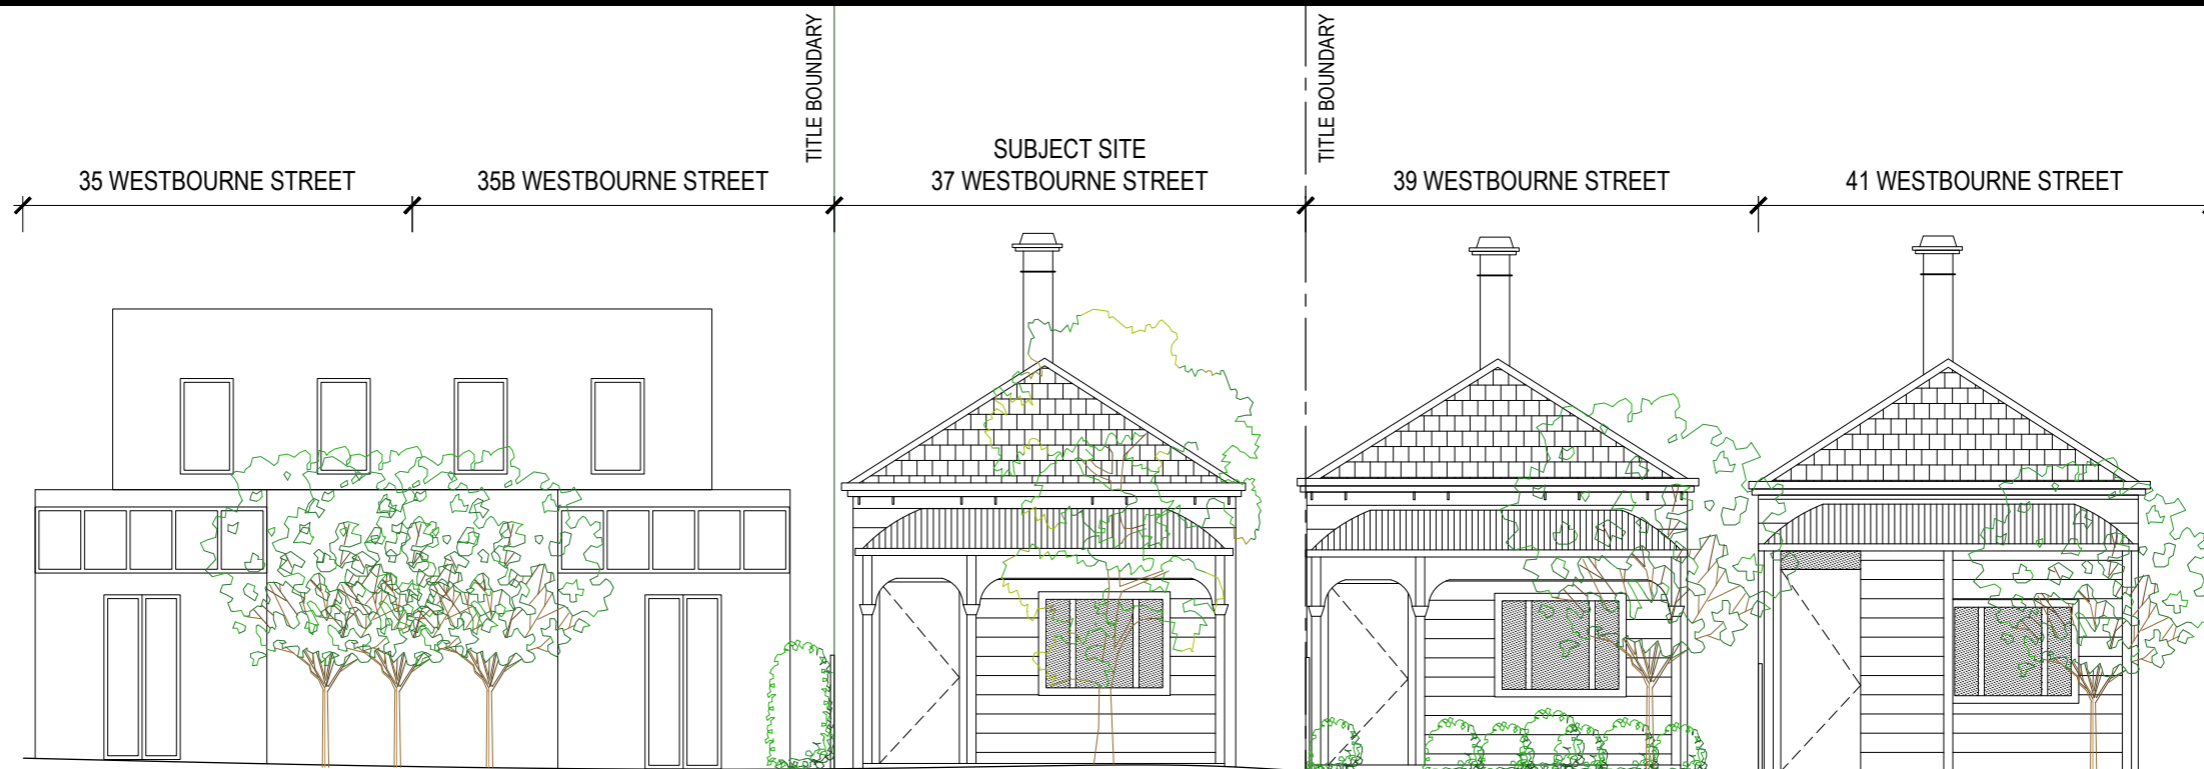 TITLE BOUNDARY
TITLE BOUNDARY
35 WESTBOURNE STREET
35B WESTBOURNE STREET
SUBJECT SITE
37 WESTBOURNE STREET
39 WESTBOURNE STREET
41 WESTBOURNE STREET